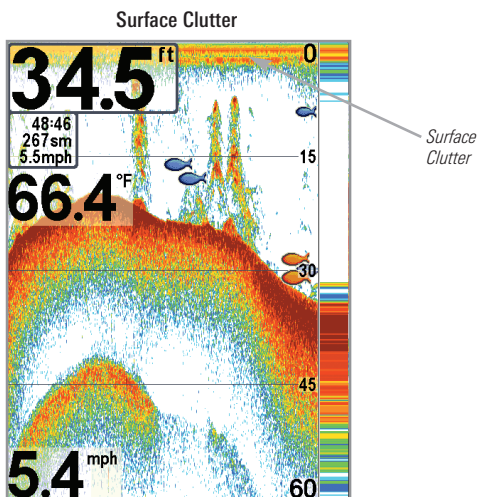 Surface Clutter
34.5 ft
0
48:46
267sm
5.5mph
Surface
Clutter
15
66.4 °F
30
45
5.4 mph
60